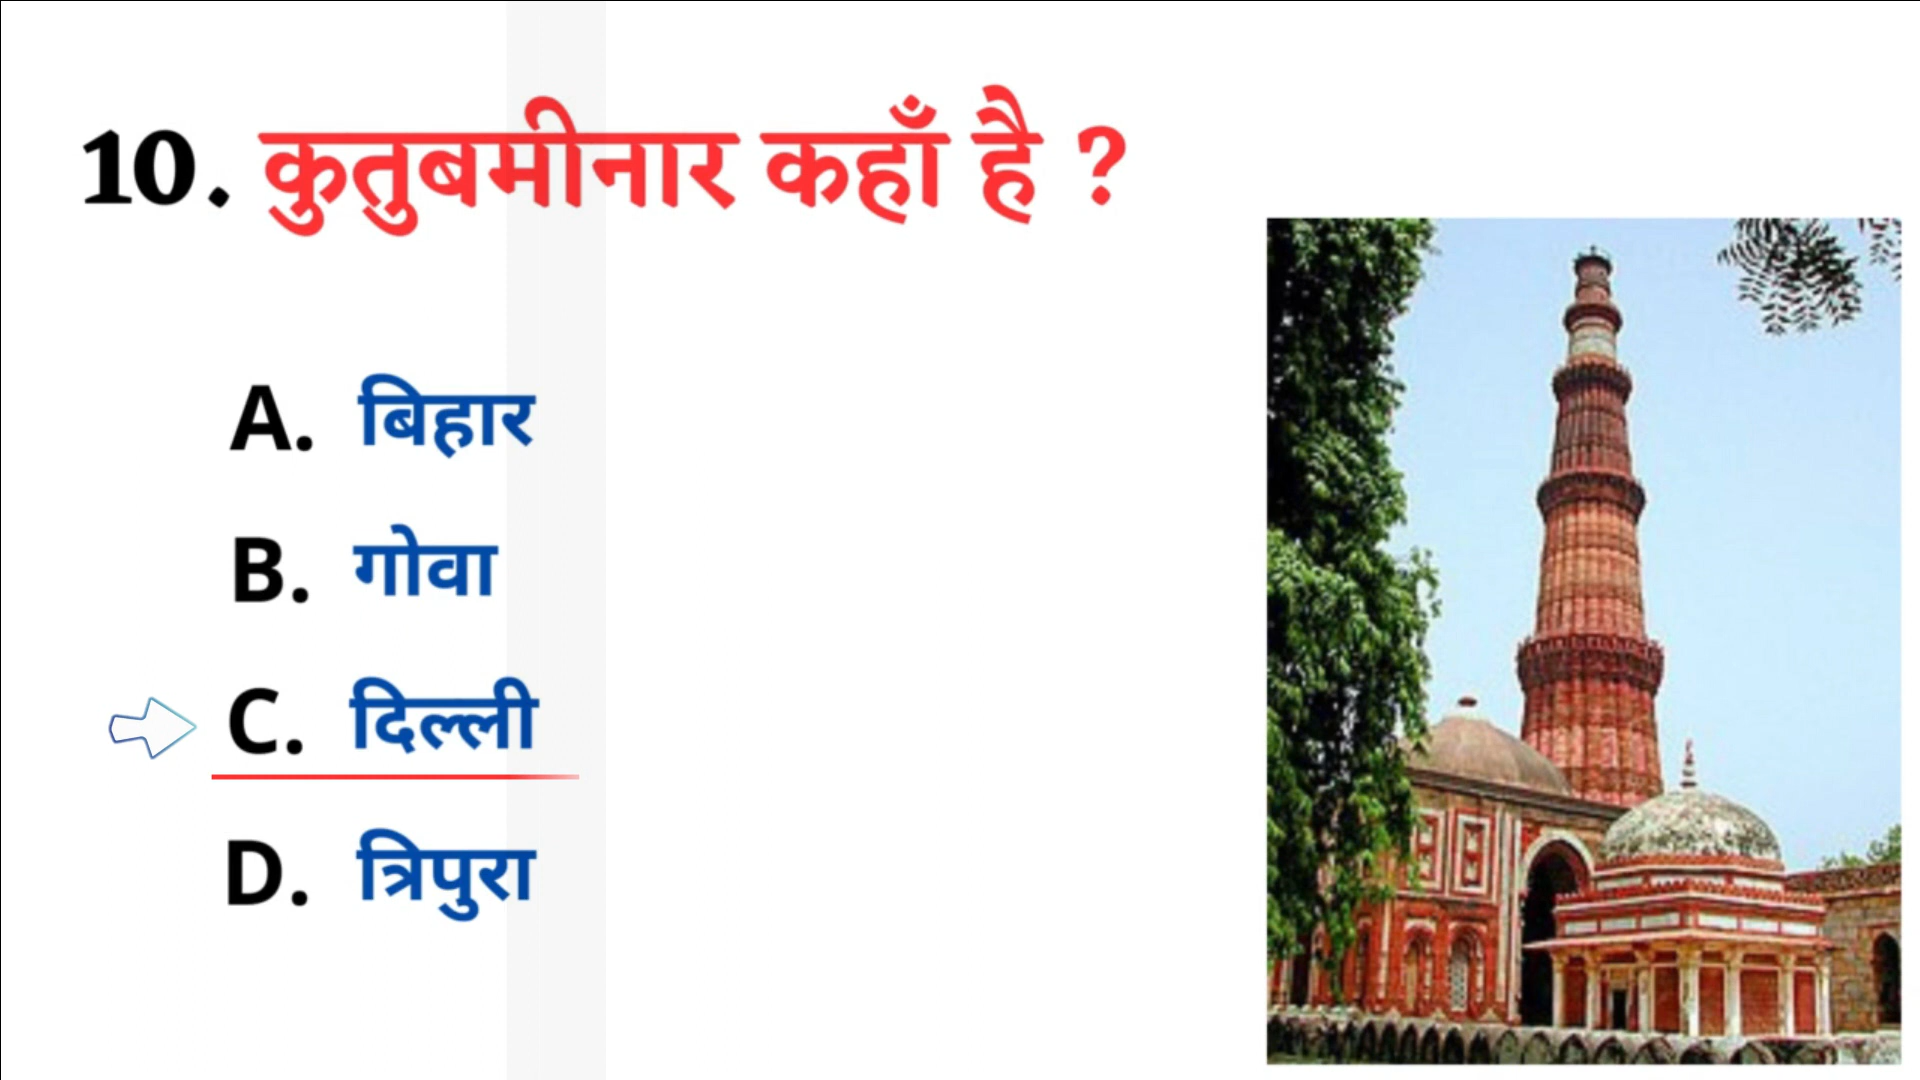 10. कुतुबमीनार कहाँ है ?
A. बिहार
B. गोवा
C. दिल्ली
D. त्रिपुरा